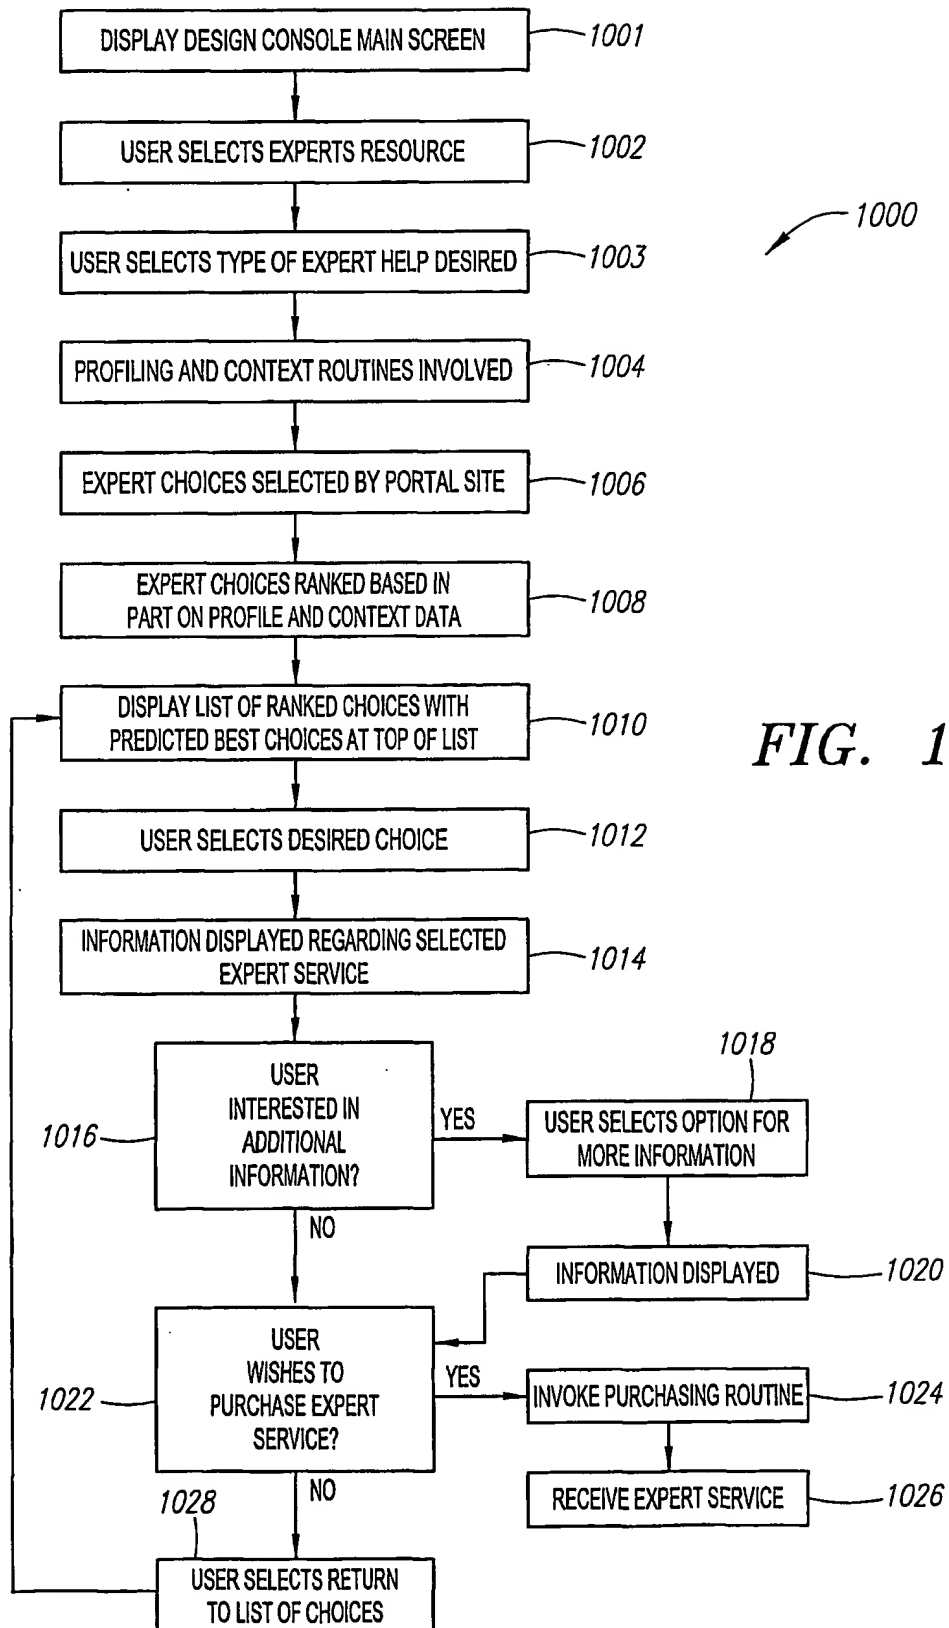 DISPLAY DESIGN CONSOLE MAIN SCREEN
1001
USER SELECTS EXPERTS RESOURCE
1002
1000
USER SELECTS TYPE OF EXPERT HELP DESIRED
1003
PROFILING AND CONTEXT ROUTINES INVOLVED
1004
EXPERT CHOICES SELECTED BY PORTAL SITE
1006
EXPERT CHOICES RANKED BASED IN
PART ON PROFILE AND CONTEXT DATA
1008
DISPLAY LIST OF RANKED CHOICES WITH
PREDICTED BEST CHOICES AT TOP OF LIST
1010
FIG. 1
USER SELECTS DESIRED CHOICE
1012
INFORMATION DISPLAYED REGARDING SELECTED
EXPERT SERVICE
1014
USER
INTERESTED IN
ADDITIONAL
INFORMATION?
1016
YES
NO
1018
USER SELECTS OPTION FOR
MORE INFORMATION
INFORMATION DISPLAYED
1020
USER
WISHES TO
PURCHASE EXPERT
SERVICE?
1022
YES
NO
INVOKE PURCHASING ROUTINE
1024
RECEIVE EXPERT SERVICE
1026
1028
USER SELECTS RETURN
TO LIST OF CHOICES